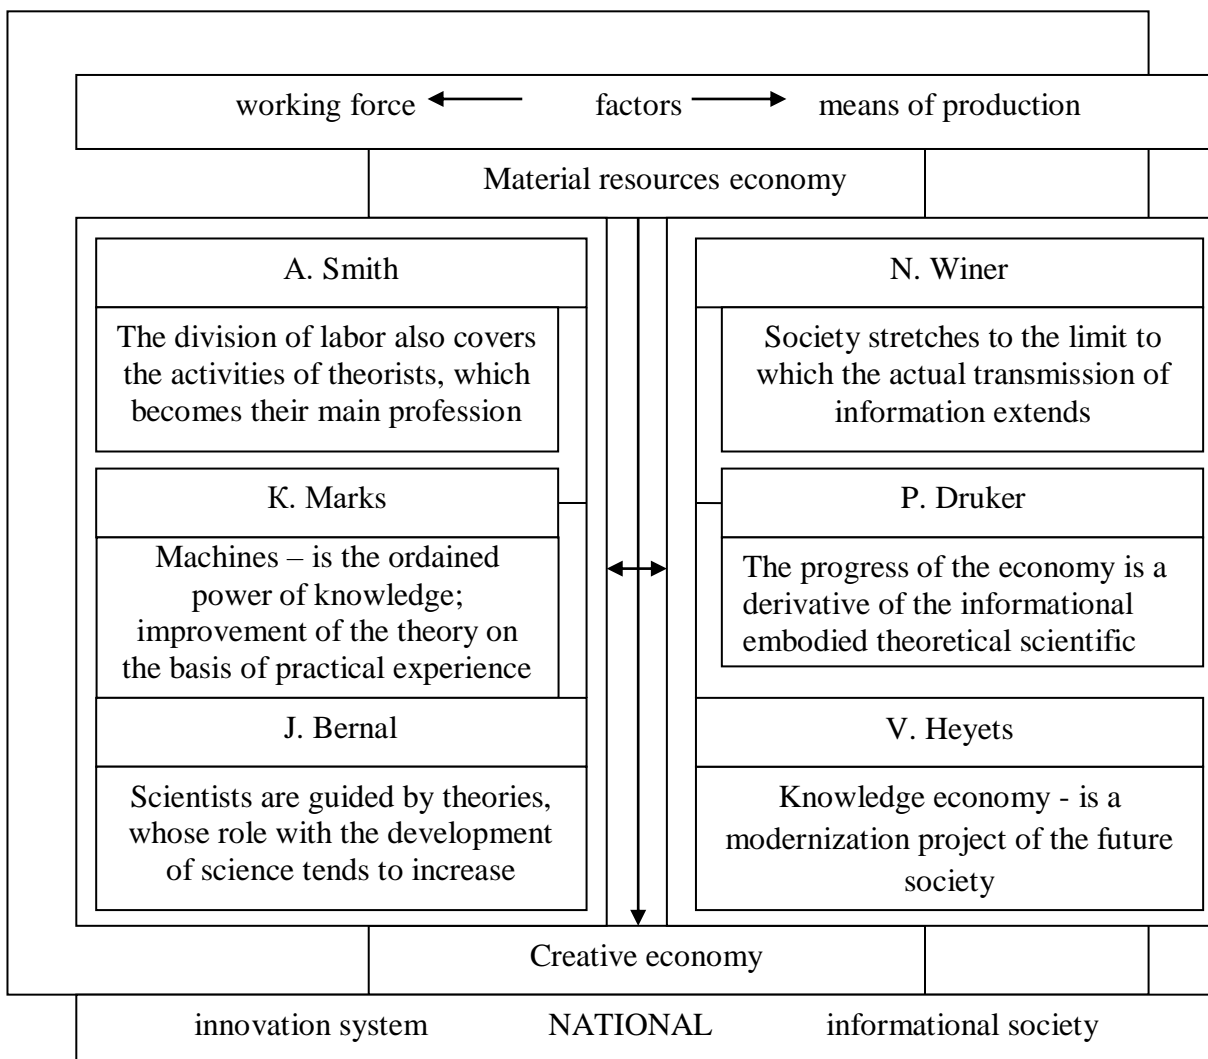 working force factors means of production
Material resources economy
A. Smith
The division of labor also covers
the activities of theorists, which
becomes their main profession
К. Marks
Machines – is the ordained
power of knowledge;
improvement of the theory on
the basis of practical experience
J. Bernal
Scientists are guided by theories,
whose role with the development
of science tends to increase
N. Winer
Society stretches to the limit to
which the actual transmission of
information extends
P. Druker
The progress of the economy is a
derivative of the informational
embodied theoretical scientific
V. Heyets
Knowledge economy - is a
modernization project of the future
society
Creative economy
innovation system NATIONAL informational society